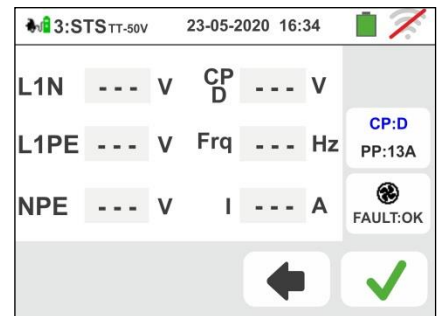 3:STS TT-50V 23-05-2020 16:34
L1N --- V CP D --- V
L1PE --- V Frq --- Hz
NPE --- V I --- A
CP:D
PP:13A
FAULT:OK